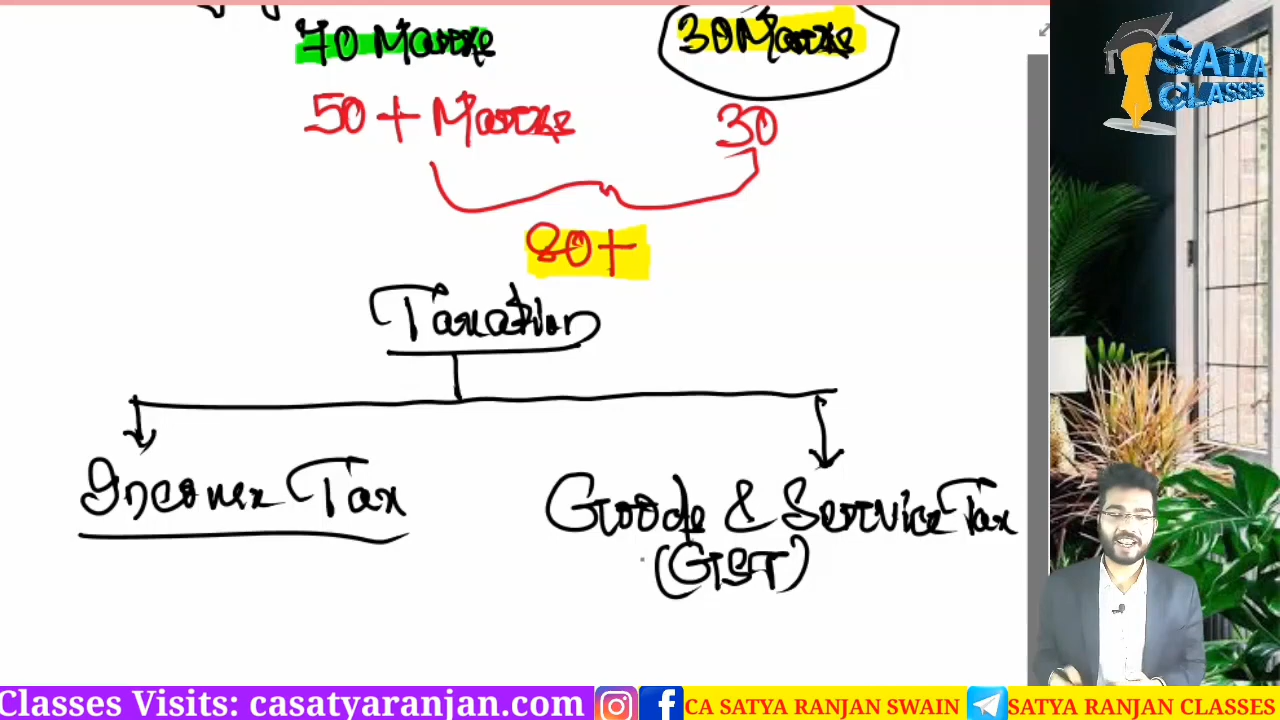 70 Marks
30 Marks
50 + Marks
30
80+
Taxation
Income Tax
Goods & Service Tax
(GST)
SATYA
CLASSES
Classes Visits: casatyaranjan.com
CA SATYA RANJAN SWAIN
SATYA RANJAN CLASSES